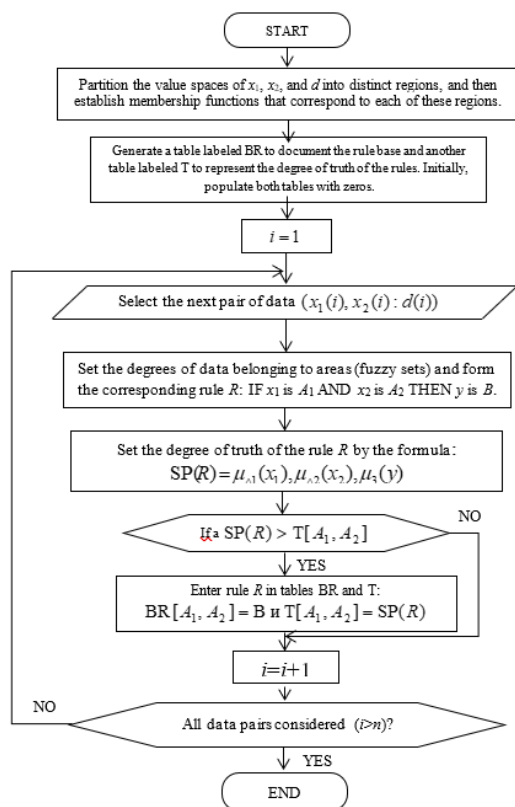 START
Partition the value spaces of x₁, x₂, and d into distinct regions, and then
establish membership functions that correspond to each of these regions.
Generate a table labeled BR to document the rule base and another
table labeled T to represent the degree of truth of the rules. Initially,
populate both tables with zeros.
i = 1
Select the next pair of data (x₁(i), x₂(i) : d(i))
Set the degrees of data belonging to areas (fuzzy sets) and form
the corresponding rule R: IF x₁ is A₁ AND x₂ is A₂ THEN y is B.
Set the degree of truth of the rule R by the formula:
SP(R) = μ_^1(x₁), μ_^2(x₂), μ₃(y)
If a SP(R) > T[A₁, A₂]
NO
YES
Enter rule R in tables BR and T:
BR[A₁, A₂] = B и T[A₁, A₂] = SP(R)
i=i+1
NO
All data pairs considered (i>n)?
YES
END